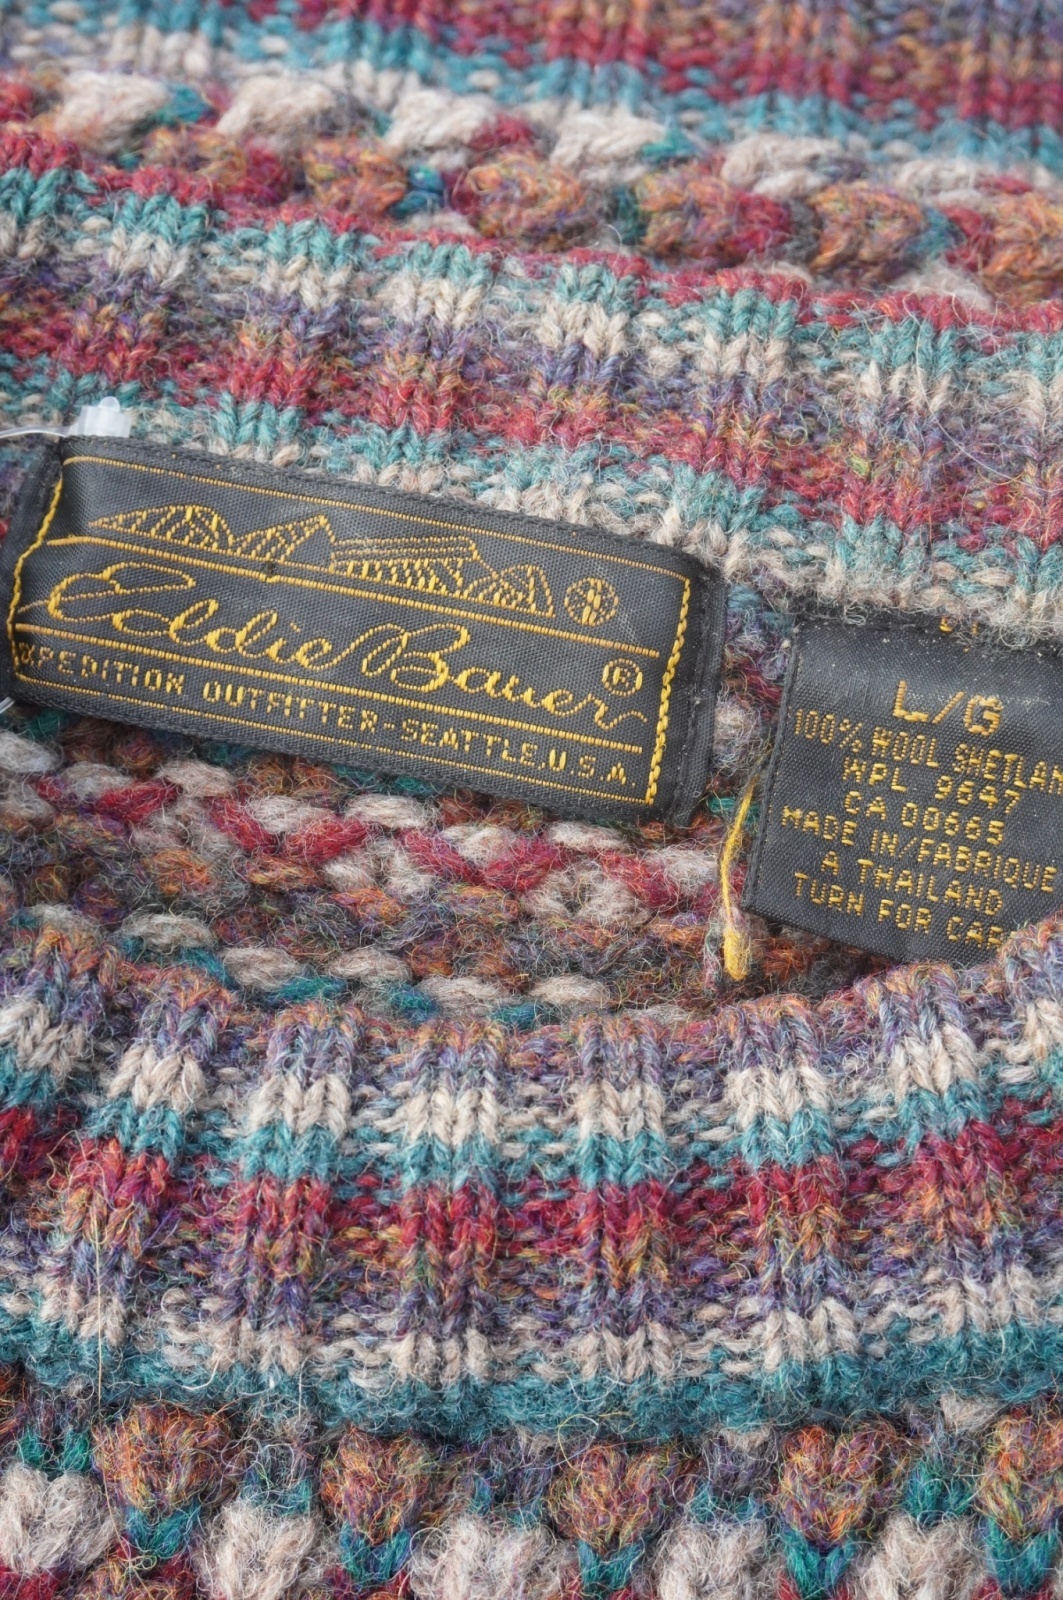 Eddie Bauer®
EXPEDITION OUTFITTER-SEATTLE, U.S.A.
L/G
100% WOOL SHETLAN
WPL 9647
CA 00665
MADE IN/FABRIQUE
A THAILAND
TURN FOR CAR